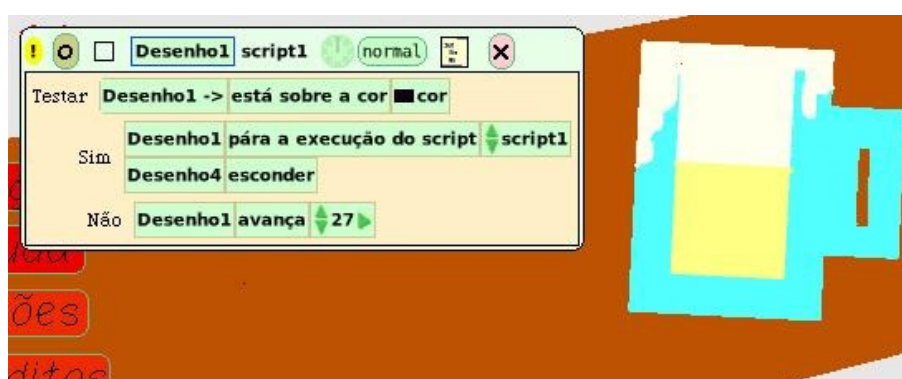 ! O Desenho1 script1 normal X
Testar Desenho1 -> está sobre a cor cor
Sim
Desenho1 pára a execução do script script1
Desenho4 esconder
Não Desenho1 avança 27
ões
ditos